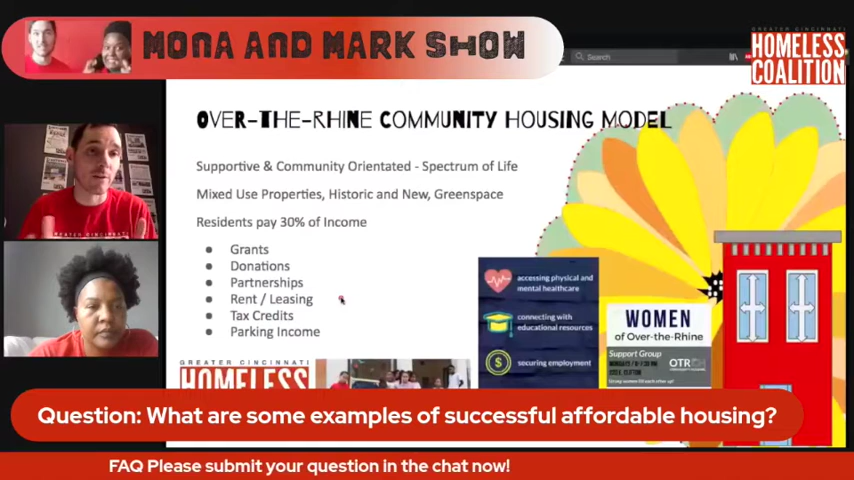 MONA AND MARK SHOW
Search
GREATER CINCINNATI
HOMELESS
COALITION
OVER-THE-RHINE COMMUNITY HOUSING MODEL
Supportive & Community Orientated - Spectrum of Life
Mixed Use Properties, Historic and New, Greenspace
Residents pay 30% of Income
Grants
Donations
Partnerships
Rent / Leasing
Tax Credits
Parking Income
accessing physical and
mental healthcare
connecting with
educational resources
securing employment
WOMEN
of Over-the-Rhine
Support Group
GREATER CINCINNATI
HOMELESS
Question: What are some examples of successful affordable housing?
FAQ Please submit your question in the chat now!